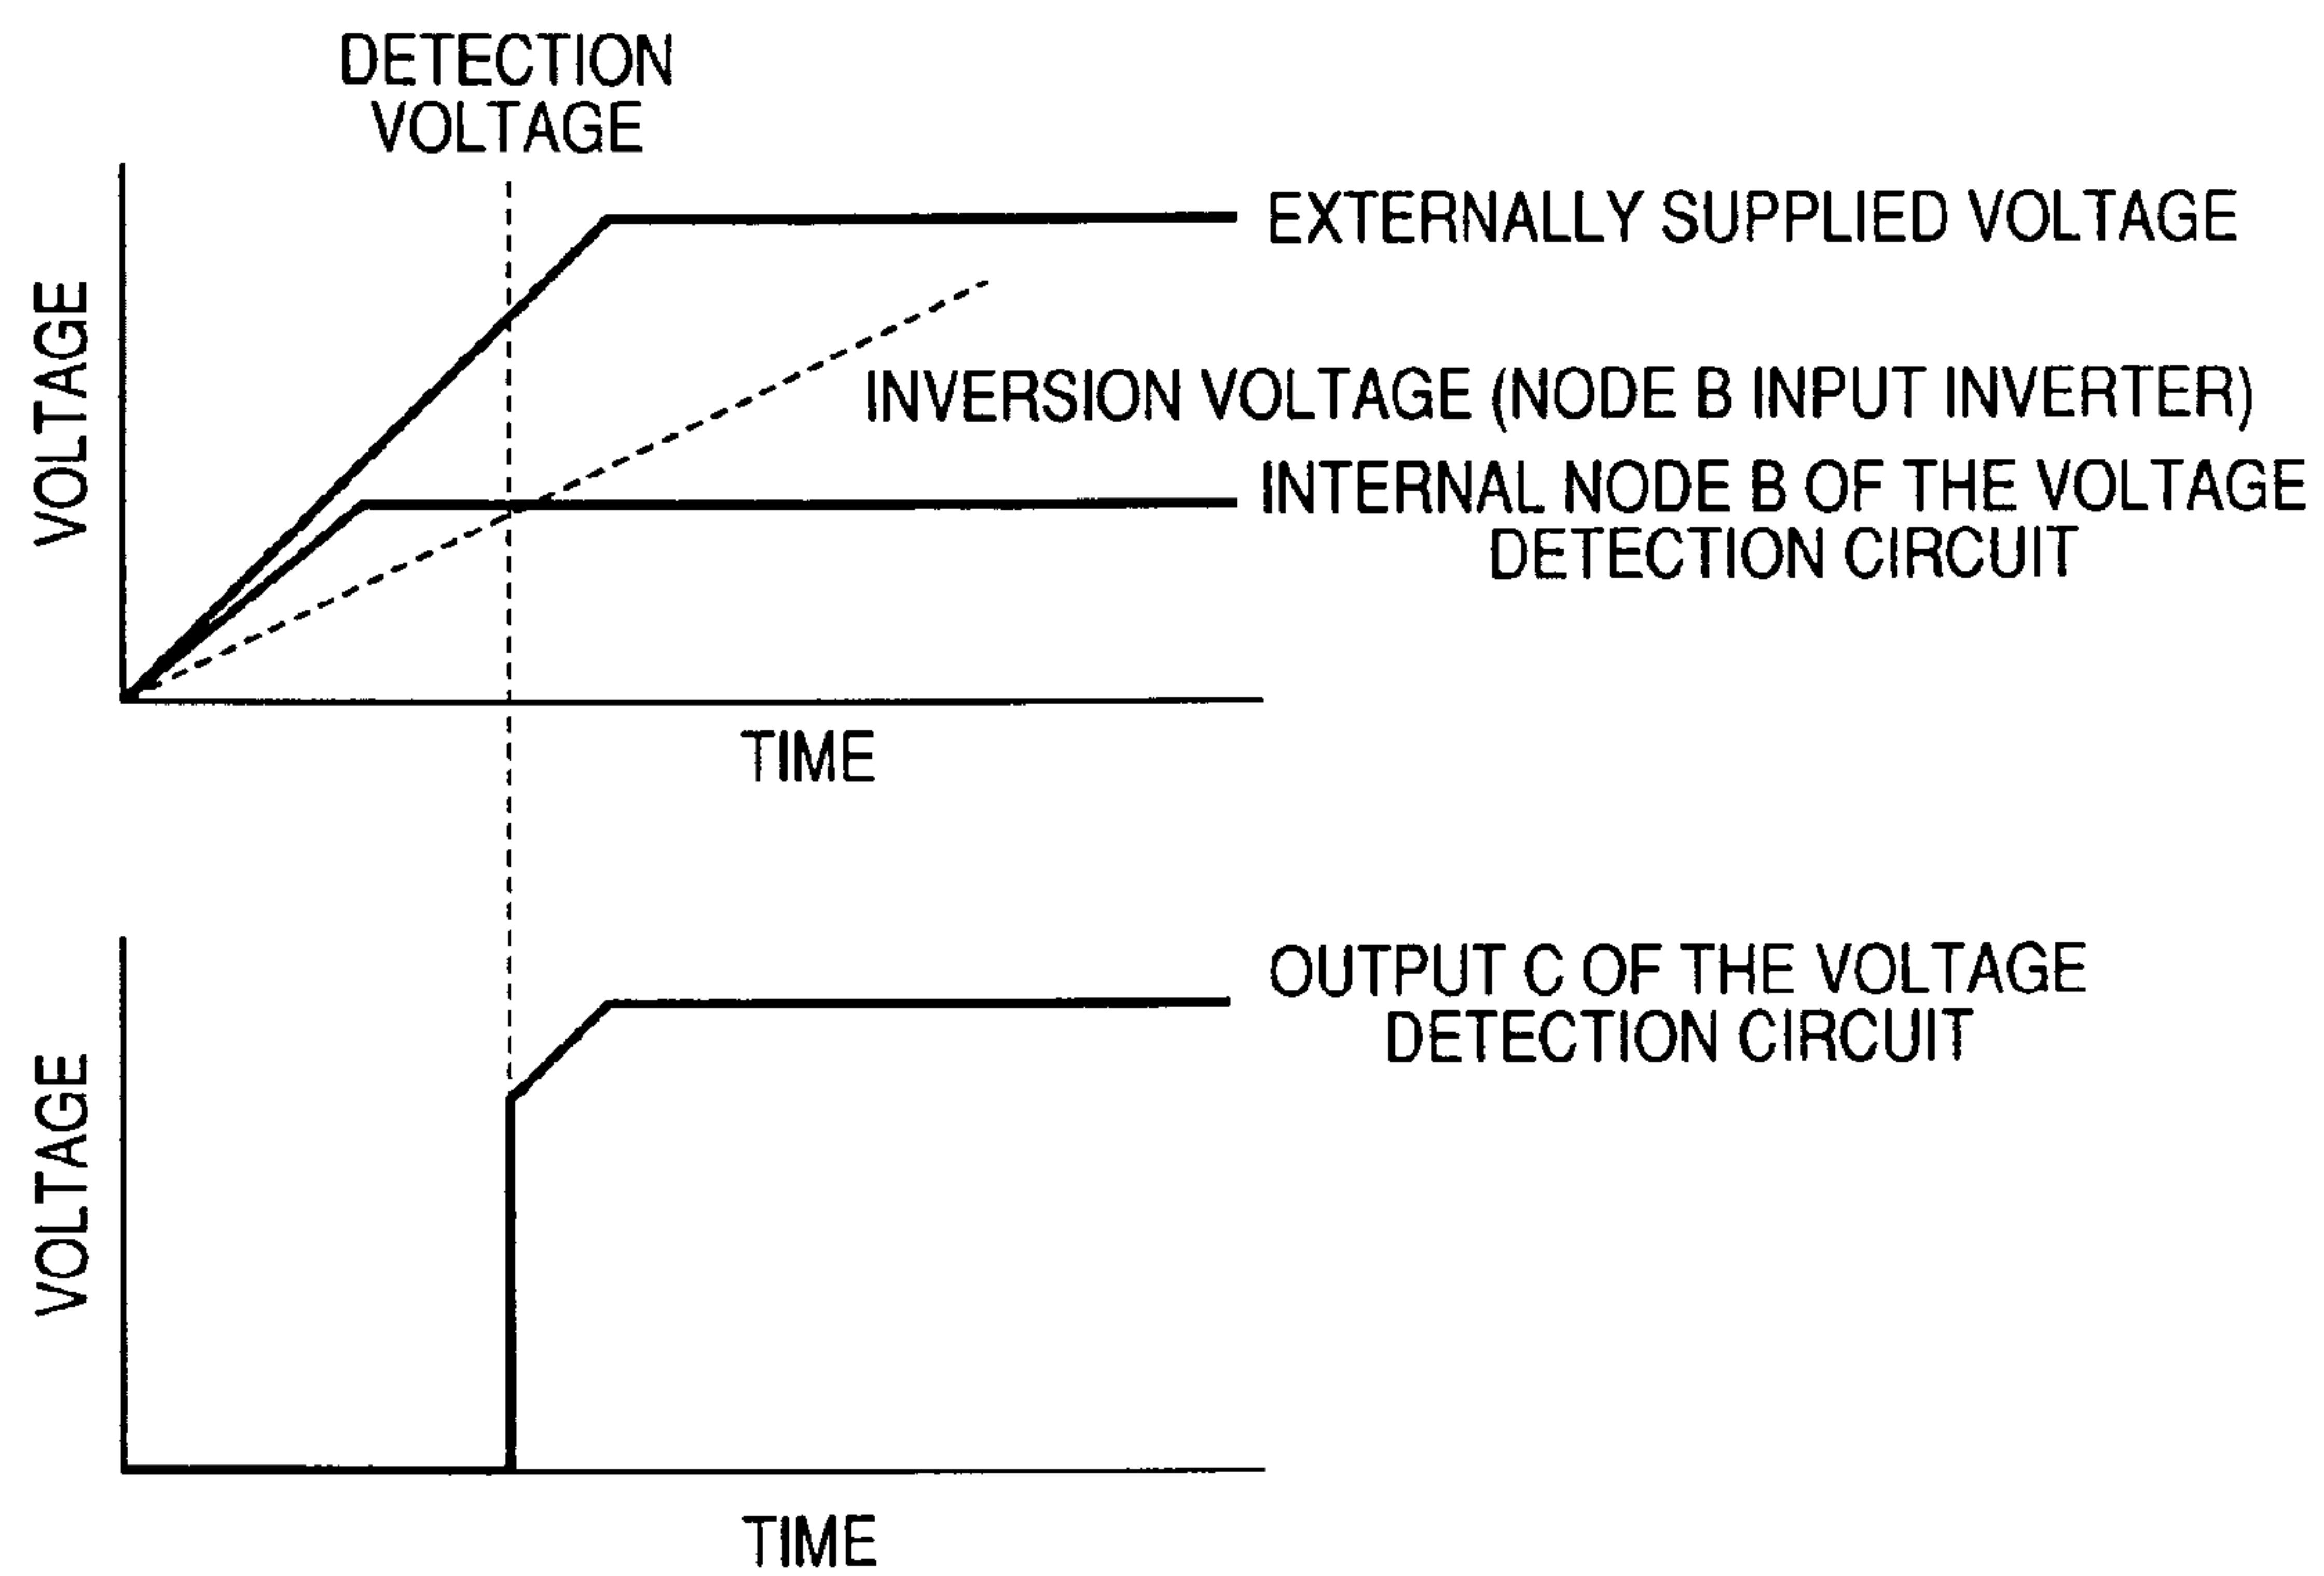 DETECTION
VOLTAGE
VOLTAGE
EXTERNALLY SUPPLIED VOLTAGE
INVERSION VOLTAGE (NODE B INPUT INVERTER)
INTERNAL NODE B OF THE VOLTAGE
DETECTION CIRCUIT
TIME
VOLTAGE
OUTPUT C OF THE VOLTAGE
DETECTION CIRCUIT
TIME